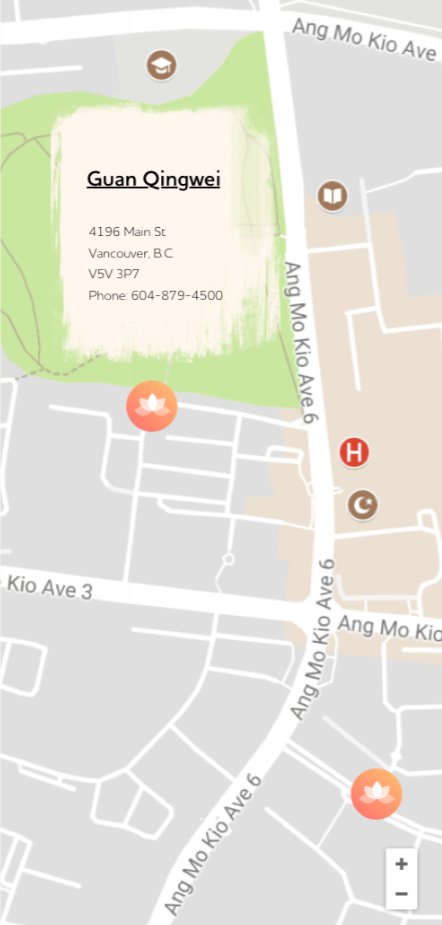 Ang Mo Kio Ave
Guan Qingwei
4196 Main St
Vancouver, B.C.
V5V 3P7
Phone: 604-879-4500
Ang Mo Kio Ave 6
H
Kio Ave 3
Ang Mo Kio Ave 6
Ang Mo Kio
Ang Mo Kio Ave 6
+
−